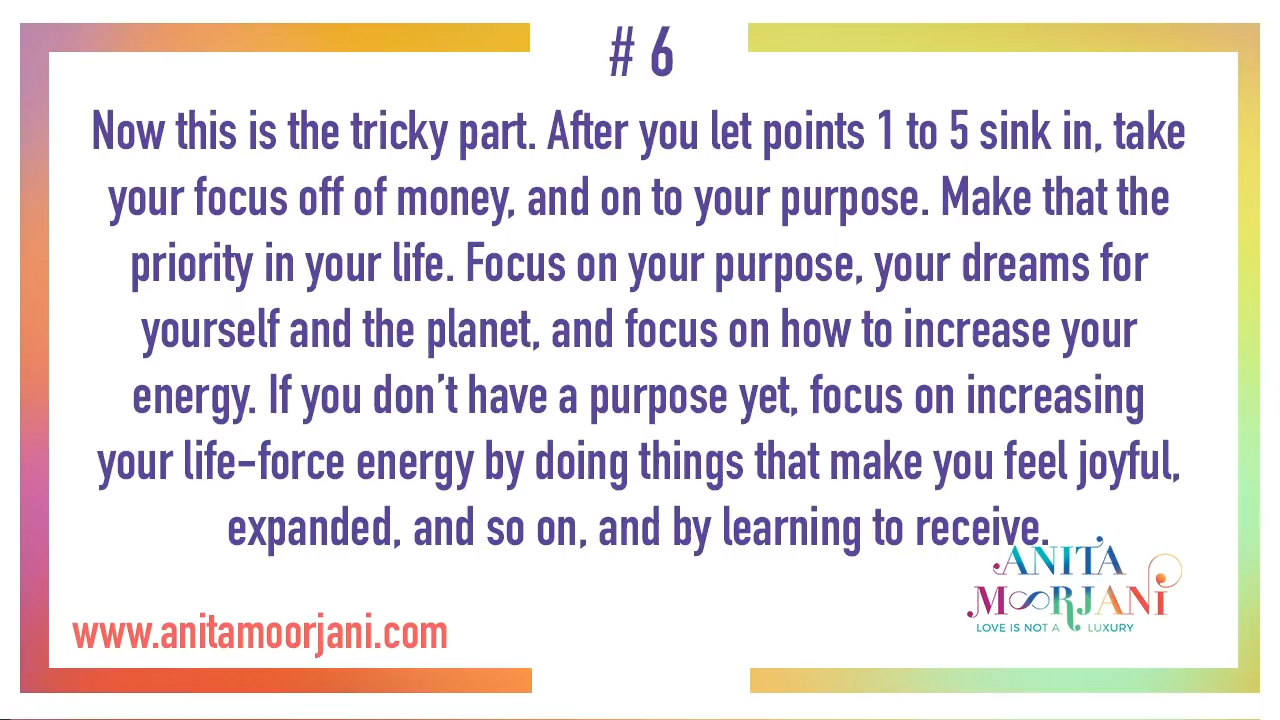 # 6
Now this is the tricky part. After you let points 1 to 5 sink in, take
your focus off of money, and on to your purpose. Make that the
priority in your life. Focus on your purpose, your dreams for
yourself and the planet, and focus on how to increase your
energy. If you don’t have a purpose yet, focus on increasing
your life-force energy by doing things that make you feel joyful,
expanded, and so on, and by learning to receive.
ANITA
MOORJANI
LOVE IS NOT A LUXURY
www.anitamoorjani.com